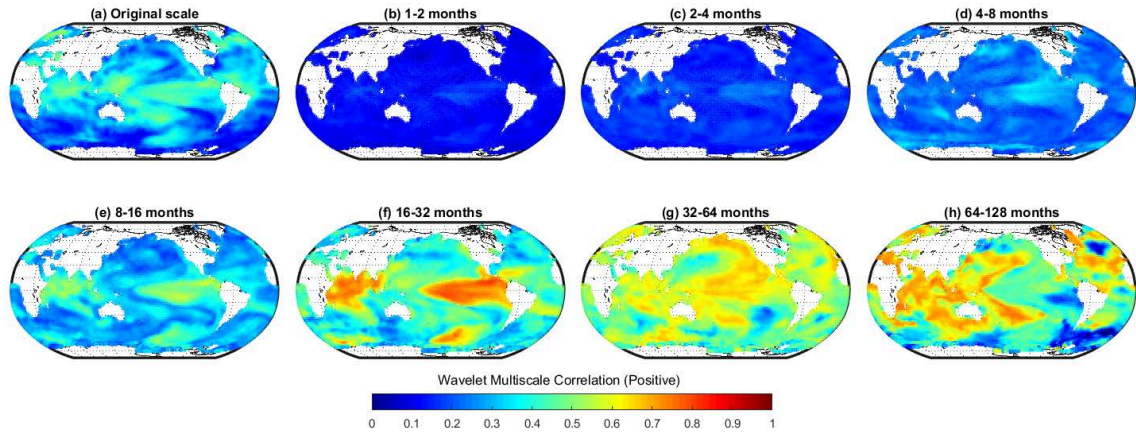 (a) Original scale
(b) 1-2 months
(c) 2-4 months
(d) 4-8 months
(e) 8-16 months
(f) 16-32 months
(g) 32-64 months
(h) 64-128 months
Wavelet Multiscale Correlation (Positive)
0 0.1 0.2 0.3 0.4 0.5 0.6 0.7 0.8 0.9 1